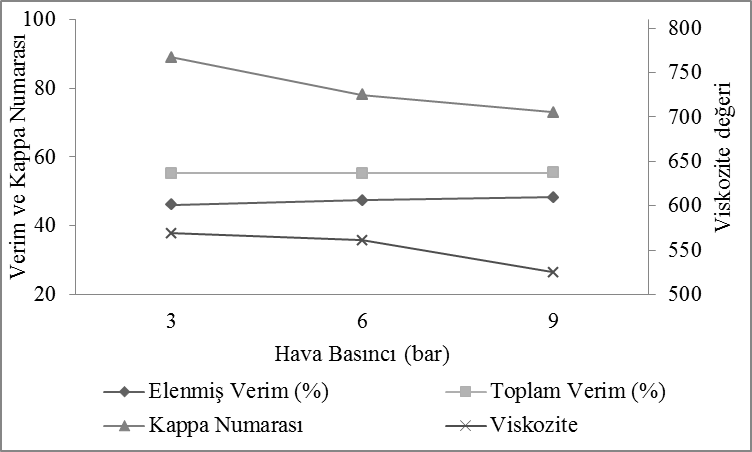 Verim ve Kappa Numarası
100
80
60
40
20
800
750
700
650
600
550
500
Viskozite değeri
3 6 9
Hava Basıncı (bar)
Elenmiş Verim (%) Toplam Verim (%)
Kappa Numarası Viskozite